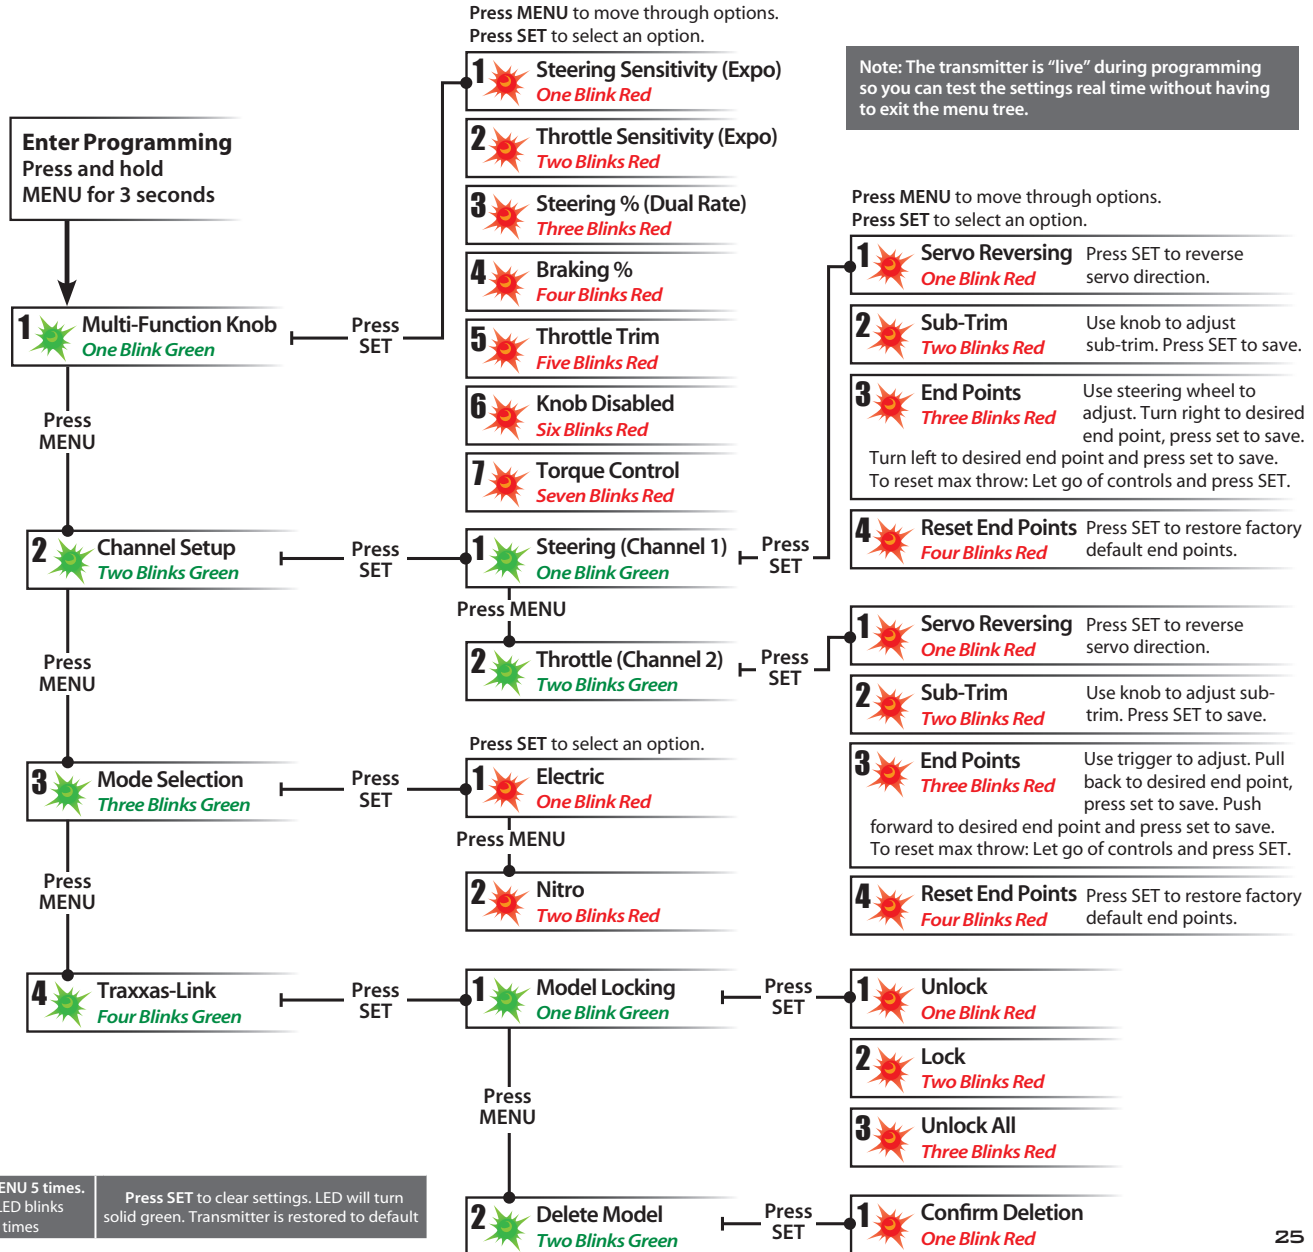 Press MENU to move through options.
Press SET to select an option.
Note: The transmitter is “live” during programming
so you can test the settings real time without having
to exit the menu tree.
Enter Programming
Press and hold
MENU for 3 seconds
1 Multi-Function Knob
One Blink Green
Press
SET
1 Steering Sensitivity (Expo)
One Blink Red
2 Throttle Sensitivity (Expo)
Two Blinks Red
3 Steering % (Dual Rate)
Three Blinks Red
4 Braking %
Four Blinks Red
5 Throttle Trim
Five Blinks Red
6 Knob Disabled
Six Blinks Red
7 Torque Control
Seven Blinks Red
Press
MENU
2 Channel Setup
Two Blinks Green
Press
SET
1 Steering (Channel 1)
One Blink Green
Press
SET
Press MENU to move through options.
Press SET to select an option.
1 Servo Reversing Press SET to reverse
One Blink Red servo direction.
2 Sub-Trim Use knob to adjust
Two Blinks Red sub-trim. Press SET to save.
3 End Points Use steering wheel to
Three Blinks Red adjust. Turn right to desired
end point, press set to save.
Turn left to desired end point and press set to save.
To reset max throw: Let go of controls and press SET.
4 Reset End Points Press SET to restore factory
Four Blinks Red default end points.
Press MENU
2 Throttle (Channel 2)
Two Blinks Green
Press
SET
1 Servo Reversing Press SET to reverse
One Blink Red servo direction.
2 Sub-Trim Use knob to adjust sub-
Two Blinks Red trim. Press SET to save.
3 End Points Use trigger to adjust. Pull
Three Blinks Red back to desired end point,
press set to save. Push
forward to desired end point and press set to save.
To reset max throw: Let go of controls and press SET.
4 Reset End Points Press SET to restore factory
Four Blinks Red default end points.
Press
MENU
3 Mode Selection
Three Blinks Green
Press
SET
Press SET to select an option.
1 Electric
One Blink Red
Press MENU
2 Nitro
Two Blinks Red
Press
MENU
4 Traxxas-Link
Four Blinks Green
Press
SET
1 Model Locking
One Blink Green
Press
SET
1 Unlock
One Blink Red
2 Lock
Two Blinks Red
3 Unlock All
Three Blinks Red
Press
MENU
2 Delete Model
Two Blinks Green
Press
SET
1 Confirm Deletion
One Blink Red
ENU 5 times.
LED blinks
times
Press SET to clear settings. LED will turn
solid green. Transmitter is restored to default
25